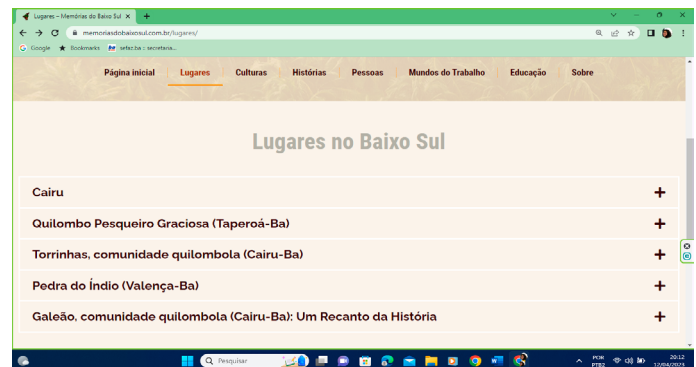 Lugares – Memórias do Baixo Sul
memoriasdobaixosul.com.br/lugares/
Google Bookmarks sefaz.ba :: secretaria...
Página inicial Lugares Culturas Histórias Pessoas Mundos do Trabalho Educação Sobre
Lugares no Baixo Sul
Cairu
Quilombo Pesqueiro Graciosa (Taperoá-Ba)
Torrinhas, comunidade quilombola (Cairu-Ba)
Pedra do Índio (Valença-Ba)
Galeão, comunidade quilombola (Cairu-Ba): Um Recanto da História
Pesquisar
POR 20:12
PTB2 12/04/2023